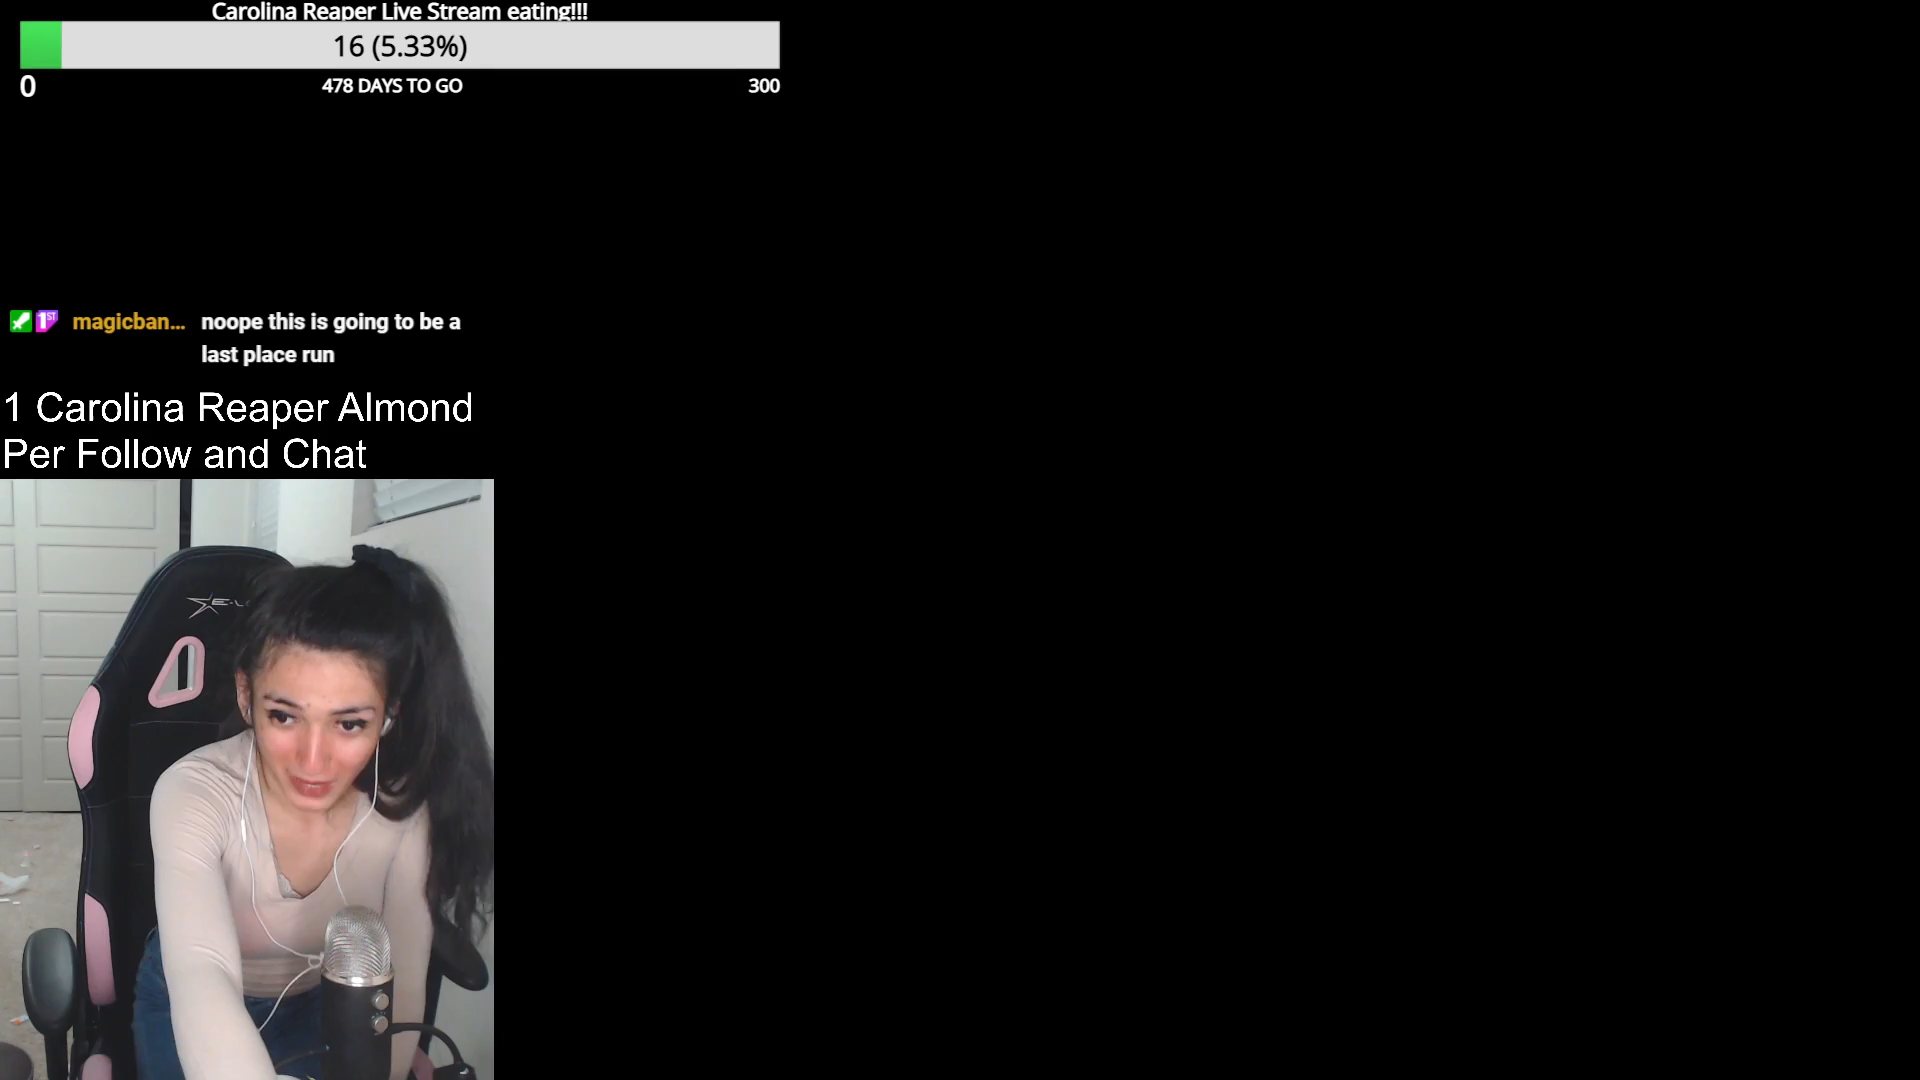 Carolina Reaper Live Stream eating!!!
16 (5.33%)
0 478 DAYS TO GO 300
1ST magicban... noope this is going to be a
last place run
1 Carolina Reaper Almond
Per Follow and Chat